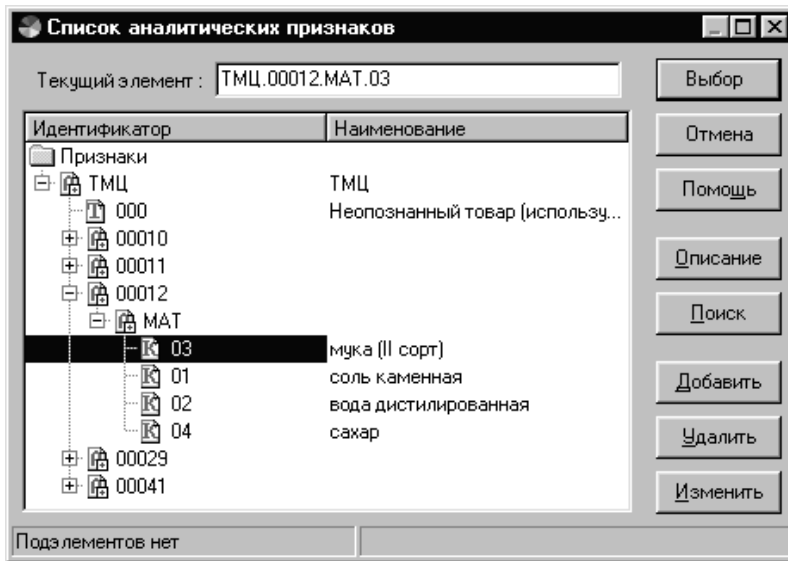 Список аналитических признаков
Текущий элемент : ТМЦ.00012.МАТ.03
Выбор
Идентификатор Наименование
Отмена
Признаки
ТМЦ ТМЦ
Помощь
000 Неопознанный товар (использу...
00010
00011
Описание
00012
МАТ
Поиск
03 мука (II сорт)
01 соль каменная
Добавить
02 вода дистилированная
04 сахар
Удалить
00029
00041
Изменить
Подэлементов нет